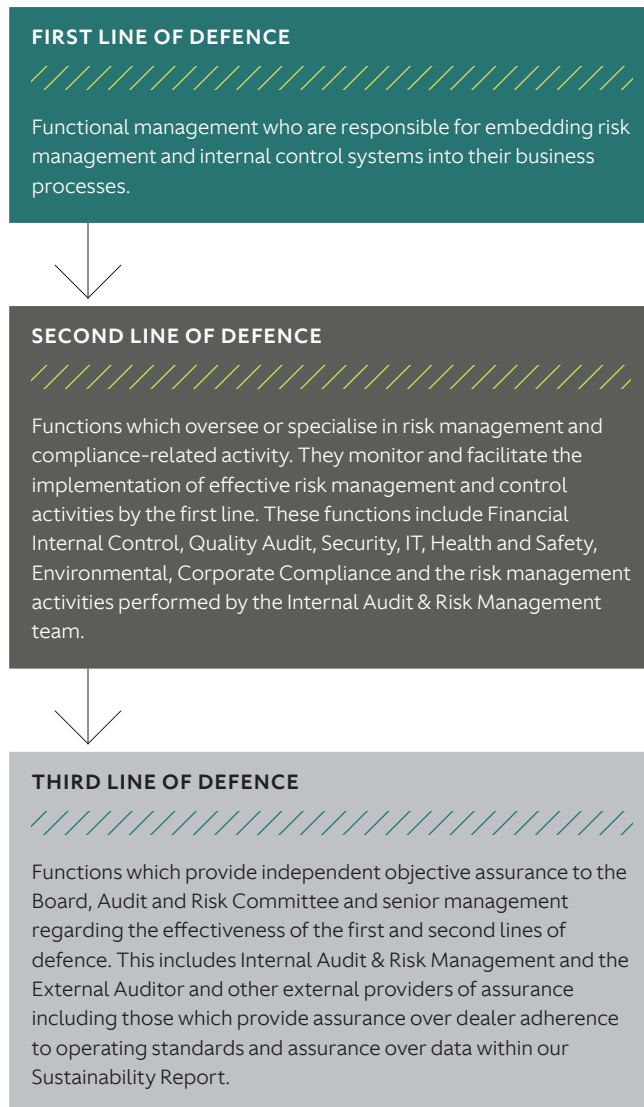 FIRST LINE OF DEFENCE
Functional management who are responsible for embedding risk
management and internal control systems into their business
processes.
SECOND LINE OF DEFENCE
Functions which oversee or specialise in risk management and
compliance-related activity. They monitor and facilitate the
implementation of effective risk management and control
activities by the first line. These functions include Financial
Internal Control, Quality Audit, Security, IT, Health and Safety,
Environmental, Corporate Compliance and the risk management
activities performed by the Internal Audit & Risk Management
team.
THIRD LINE OF DEFENCE
Functions which provide independent objective assurance to the
Board, Audit and Risk Committee and senior management
regarding the effectiveness of the first and second lines of
defence. This includes Internal Audit & Risk Management and the
External Auditor and other external providers of assurance
including those which provide assurance over dealer adherence
to operating standards and assurance over data within our
Sustainability Report.